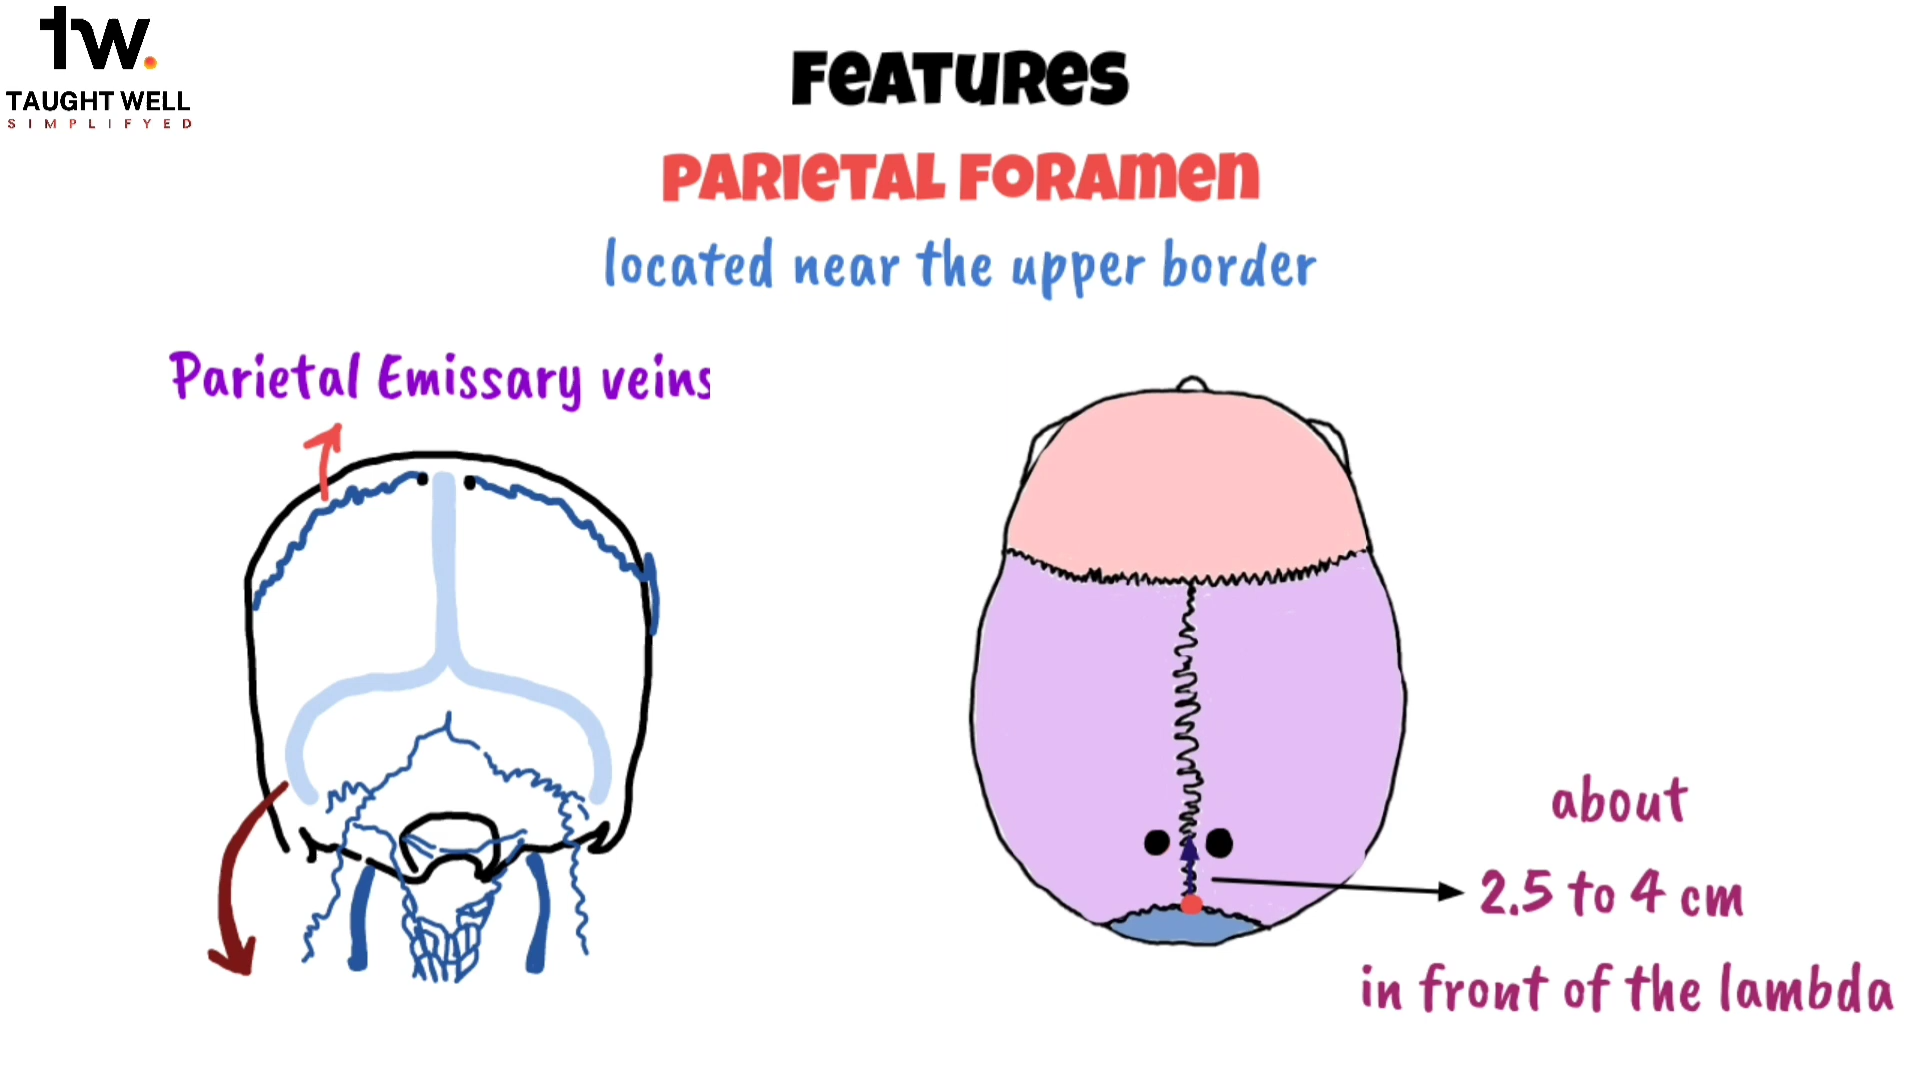 tw.
TAUGHT WELL
SIMPLIFYED
FEATURES
PARIETAL FORAMEN
located near the upper border
Parietal Emissary veins
about
2.5 to 4 cm
in front of the lambda